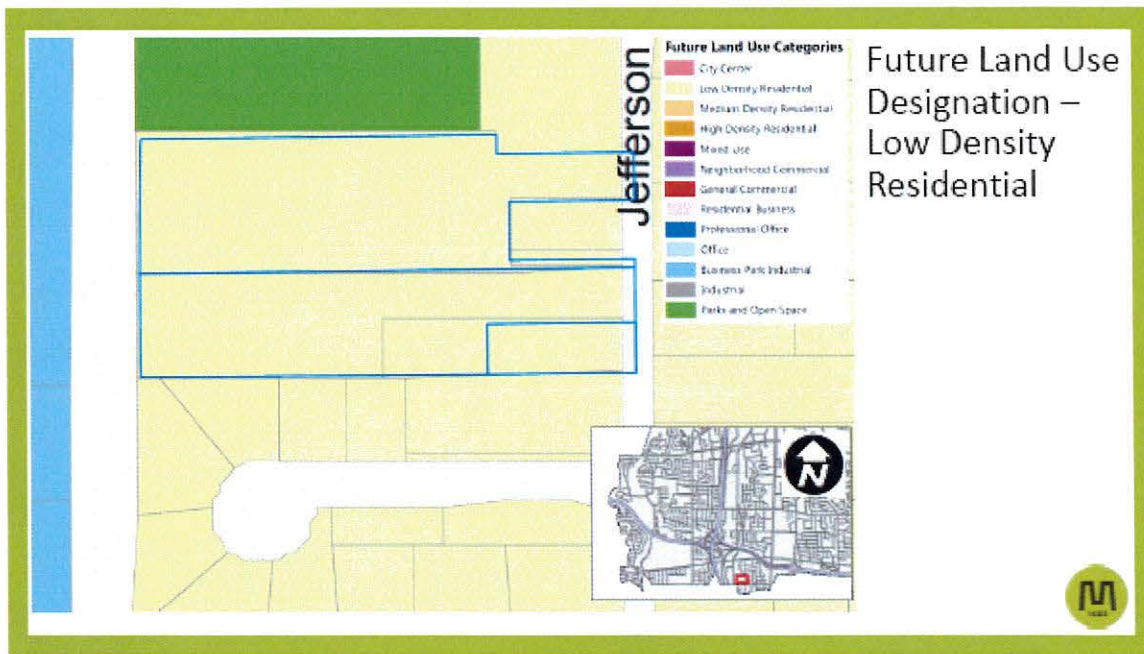 Jefferson
Future Land Use Categories
City Center
Low Density Residential
Medium Density Residential
High Density Residential
Mixed Use
Neighborhood Commercial
General Commercial
Residential Business
Professional Office
Office
Business Park Industrial
Industrial
Parks and Open Space
Future Land Use
Designation –
Low Density
Residential
N
M